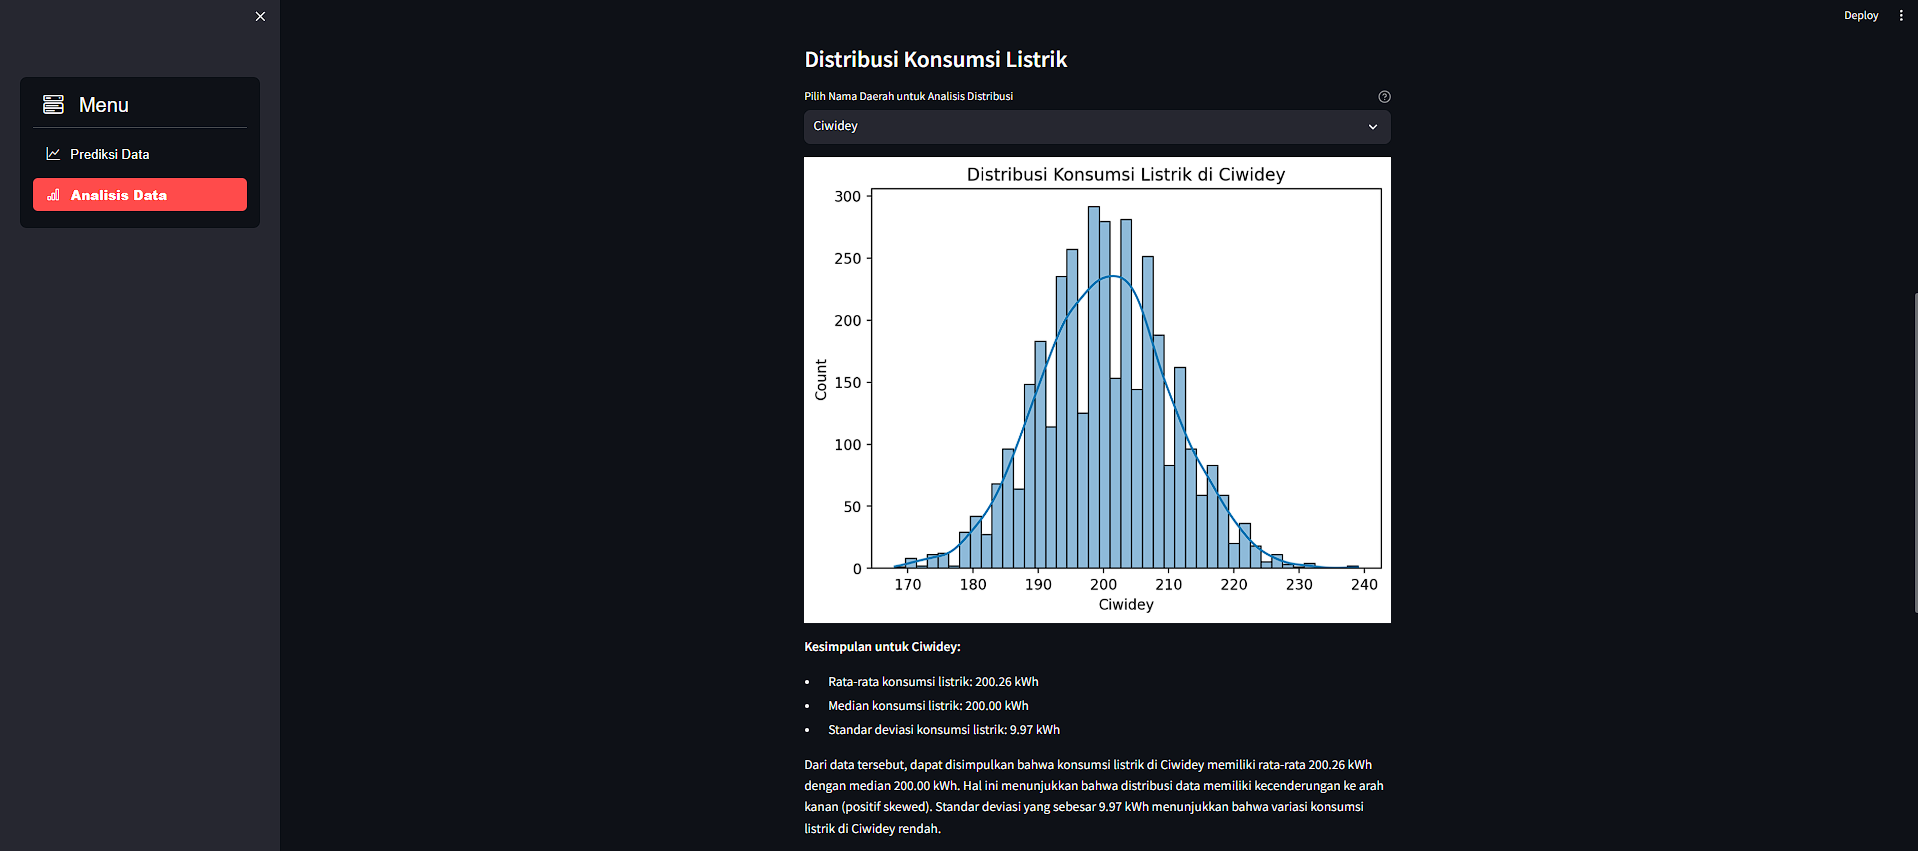 Deploy
Menu
Prediksi Data
Analisis Data
Distribusi Konsumsi Listrik
Pilih Nama Daerah untuk Analisis Distribusi
Ciwidey
Distribusi Konsumsi Listrik di Ciwidey
300
250
200
150
100
50
0
Count
170 180 190 200 210 220 230 240
Ciwidey
Kesimpulan untuk Ciwidey:
• Rata-rata konsumsi listrik: 200.26 kWh
• Median konsumsi listrik: 200.00 kWh
• Standar deviasi konsumsi listrik: 9.97 kWh
Dari data tersebut, dapat disimpulkan bahwa konsumsi listrik di Ciwidey memiliki rata-rata 200.26 kWh
dengan median 200.00 kWh. Hal ini menunjukkan bahwa distribusi data memiliki kecenderungan ke arah
kanan (positif skewed). Standar deviasi yang sebesar 9.97 kWh menunjukkan bahwa variasi konsumsi
listrik di Ciwidey rendah.